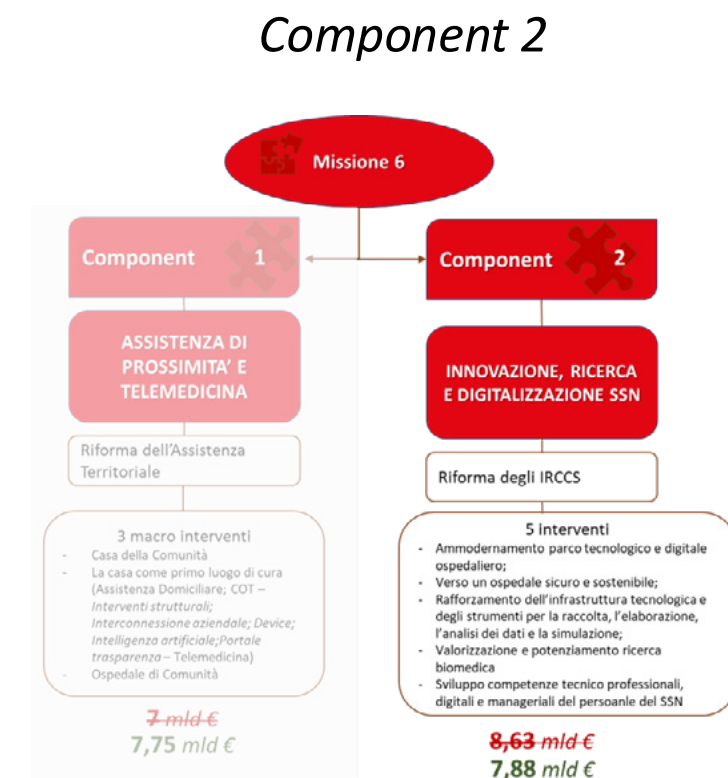 Component 2
Missione 6
Component 1
ASSISTENZA DI
PROSSIMITA' E
TELEMEDICINA
Riforma dell'Assistenza
Territoriale
3 macro interventi
- Casa della Comunità
- La casa come primo luogo di cura
(Assistenza Domiciliare; COT –
Interventi strutturali;
Interconnessione aziendale; Device;
Intelligenza artificiale;Portale
trasparenza – Telemedicina)
- Ospedale di Comunità
7 mld €
7,75 mld €
Component 2
INNOVAZIONE, RICERCA
E DIGITALIZZAZIONE SSN
Riforma degli IRCCS
5 interventi
- Ammodernamento parco tecnologico e digitale
ospedaliero;
- Verso un ospedale sicuro e sostenibile;
- Rafforzamento dell'infrastruttura tecnologica e
degli strumenti per la raccolta, l'elaborazione,
l'analisi dei dati e la simulazione;
- Valorizzazione e potenziamento ricerca
biomedica
- Sviluppo competenze tecnico professionali,
digitali e manageriali del persoanle del SSN
8,63 mld €
7,88 mld €